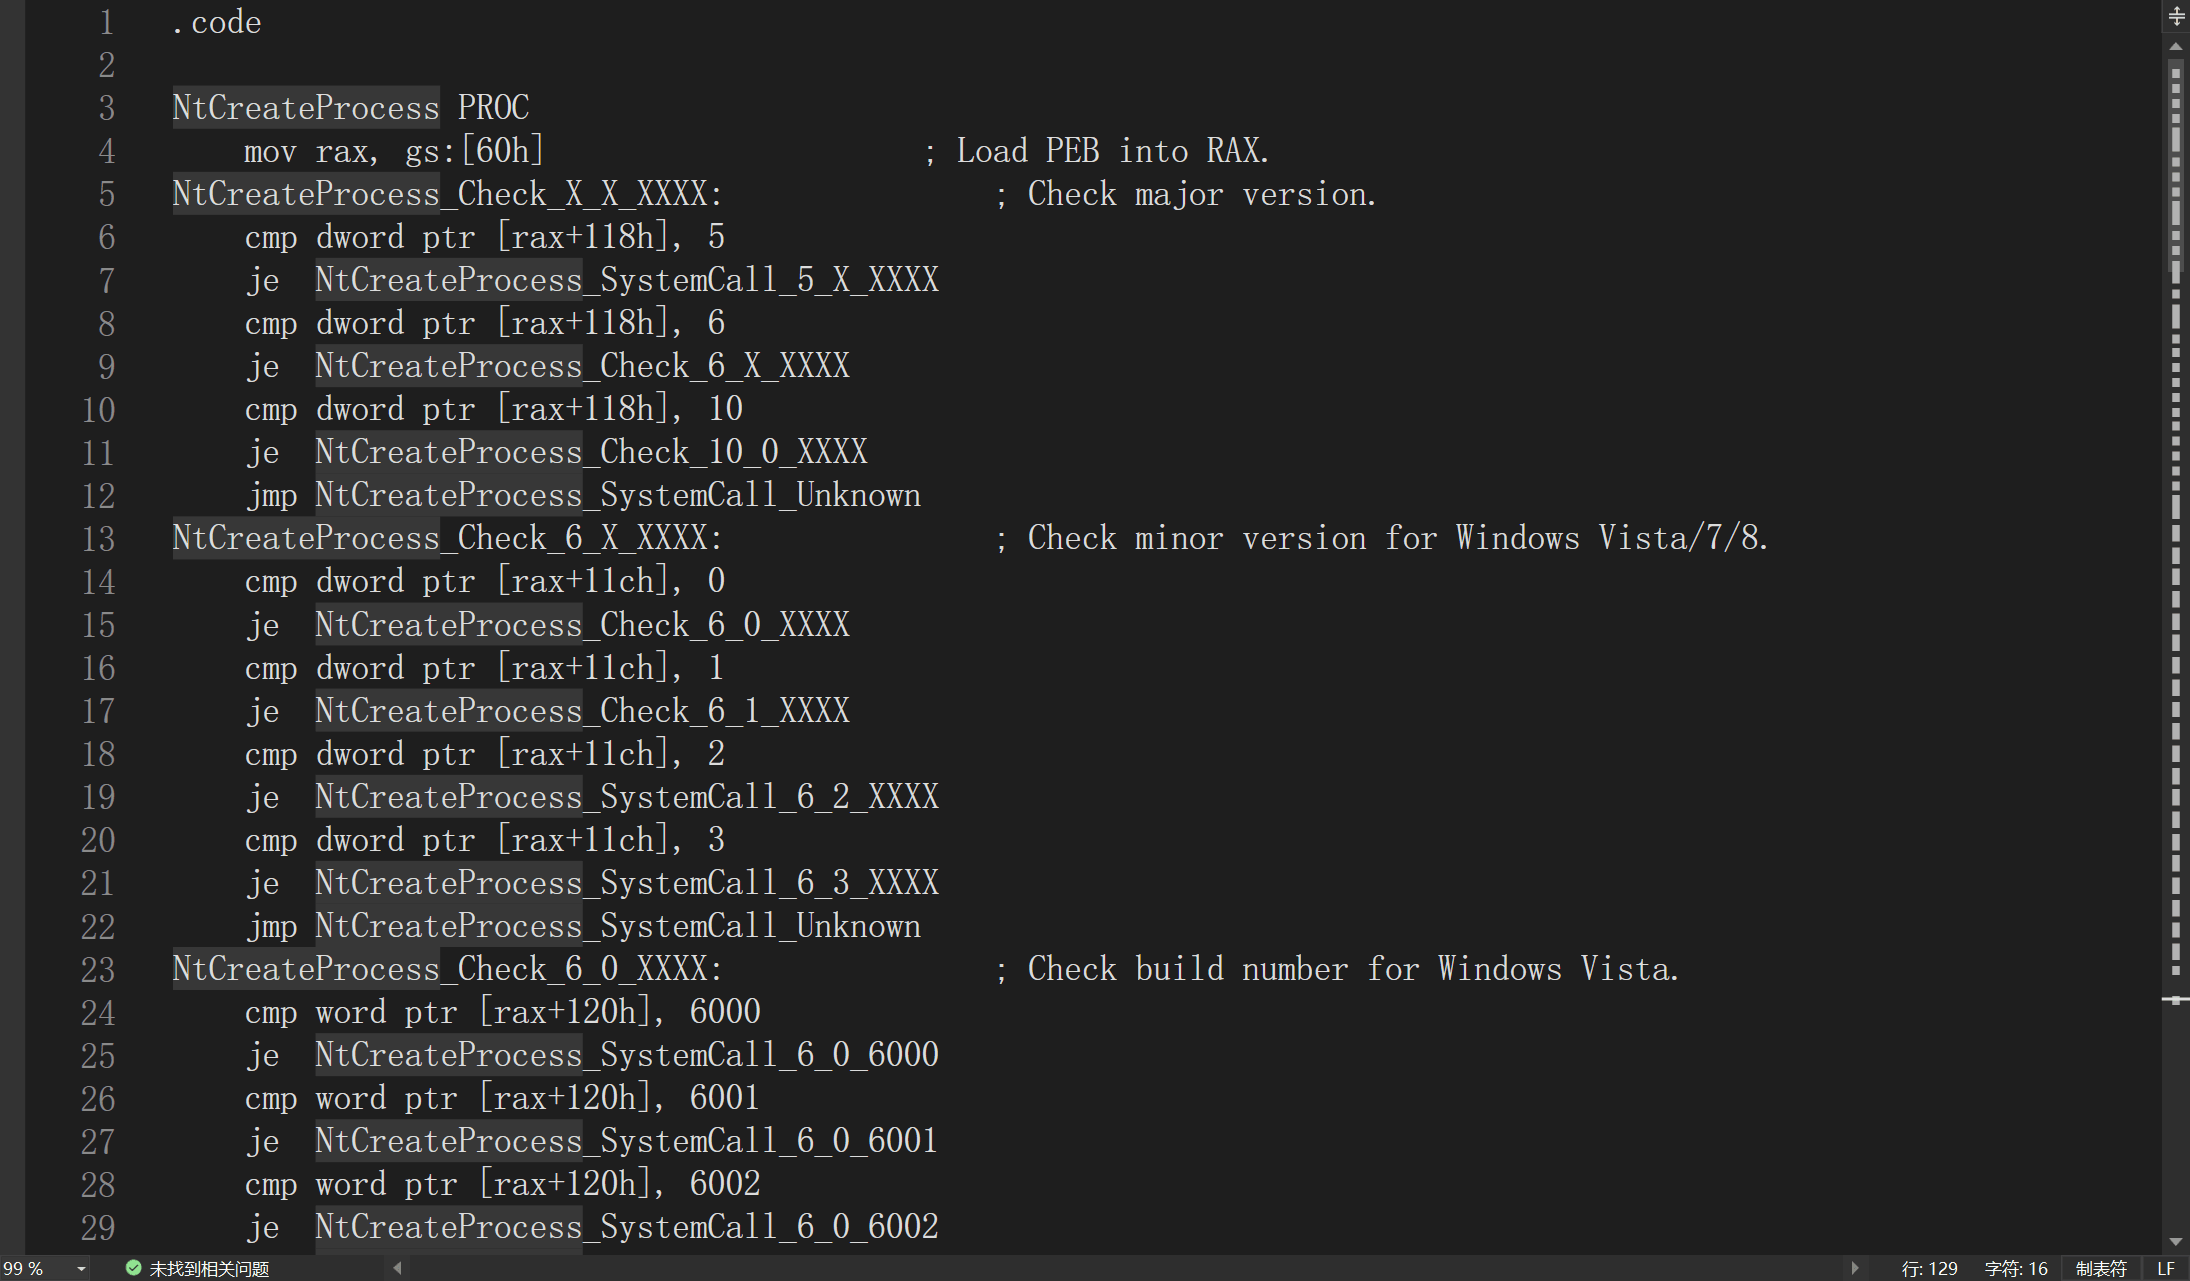 1 .code
2
3 NtCreateProcess PROC
4 mov rax, gs:[60h] ; Load PEB into RAX.
5 NtCreateProcess_Check_X_X_XXXX: ; Check major version.
6 cmp dword ptr [rax+118h], 5
7 je NtCreateProcess_SystemCall_5_X_XXXX
8 cmp dword ptr [rax+118h], 6
9 je NtCreateProcess_Check_6_X_XXXX
10 cmp dword ptr [rax+118h], 10
11 je NtCreateProcess_Check_10_0_XXXX
12 jmp NtCreateProcess_SystemCall_Unknown
13 NtCreateProcess_Check_6_X_XXXX: ; Check minor version for Windows Vista/7/8.
14 cmp dword ptr [rax+11ch], 0
15 je NtCreateProcess_Check_6_0_XXXX
16 cmp dword ptr [rax+11ch], 1
17 je NtCreateProcess_Check_6_1_XXXX
18 cmp dword ptr [rax+11ch], 2
19 je NtCreateProcess_SystemCall_6_2_XXXX
20 cmp dword ptr [rax+11ch], 3
21 je NtCreateProcess_SystemCall_6_3_XXXX
22 jmp NtCreateProcess_SystemCall_Unknown
23 NtCreateProcess_Check_6_0_XXXX: ; Check build number for Windows Vista.
24 cmp word ptr [rax+120h], 6000
25 je NtCreateProcess_SystemCall_6_0_6000
26 cmp word ptr [rax+120h], 6001
27 je NtCreateProcess_SystemCall_6_0_6001
28 cmp word ptr [rax+120h], 6002
29 je NtCreateProcess_SystemCall_6_0_6002
99 % 未找到相关问题 行: 129 字符: 16 制表符 LF